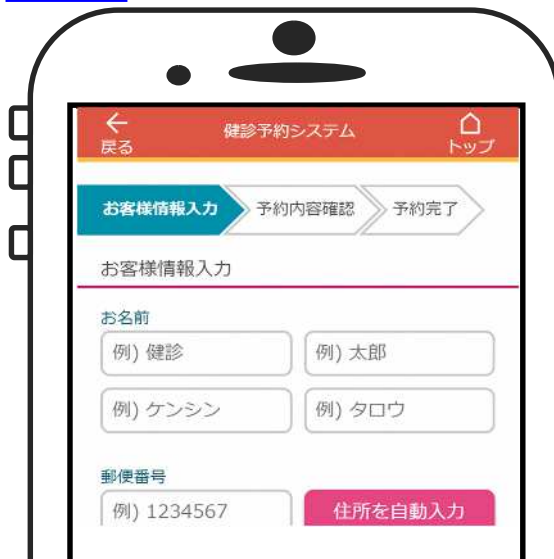 ← 健診予約システム
戻る トップ
お客様情報入力 予約内容確認 予約完了
お客様情報入力
お名前
例) 健診 例) 太郎
例) ケンシン 例) タロウ
郵便番号
例) 1234567 住所を自動入力